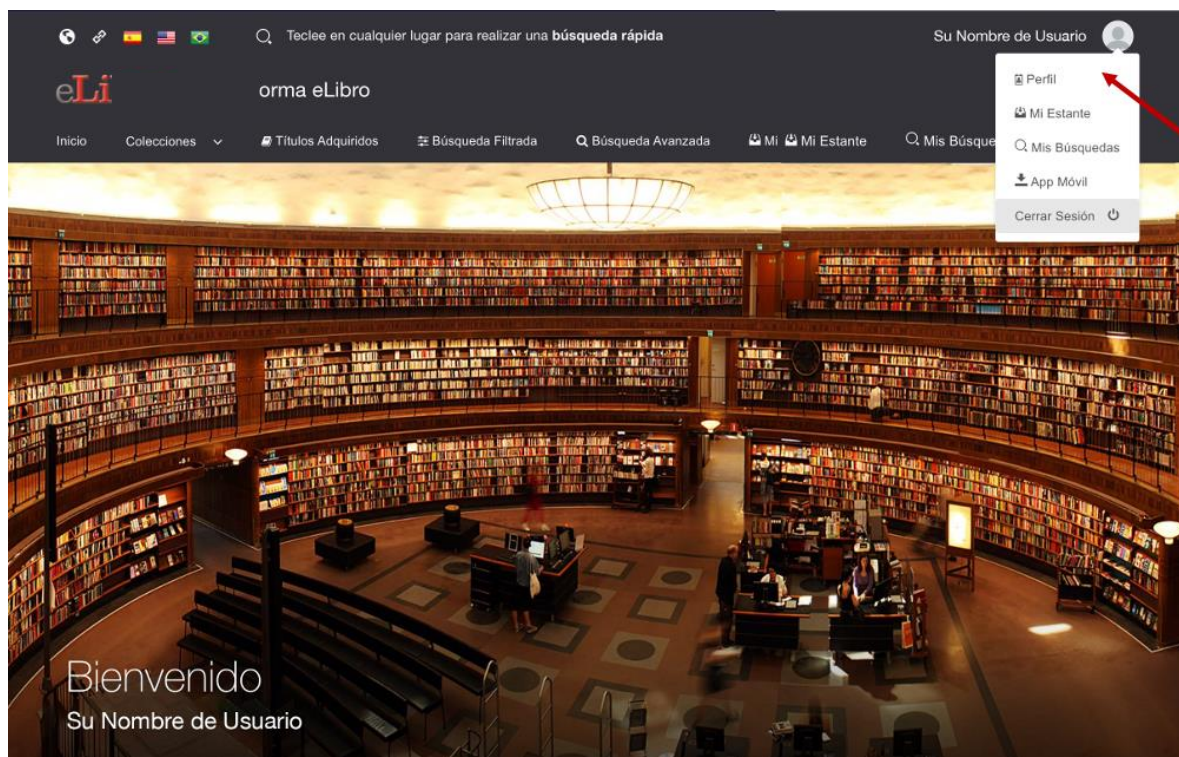 Teclee en cualquier lugar para realizar una búsqueda rápida
Su Nombre de Usuario
eLi
orma eLibro
Inicio
Colecciones
Títulos Adquiridos
Búsqueda Filtrada
Búsqueda Avanzada
Mi Mi Estante
Mis Búsque
Perfil
Mi Estante
Mis Búsquedas
App Móvil
Cerrar Sesión
Bienvenido
Su Nombre de Usuario